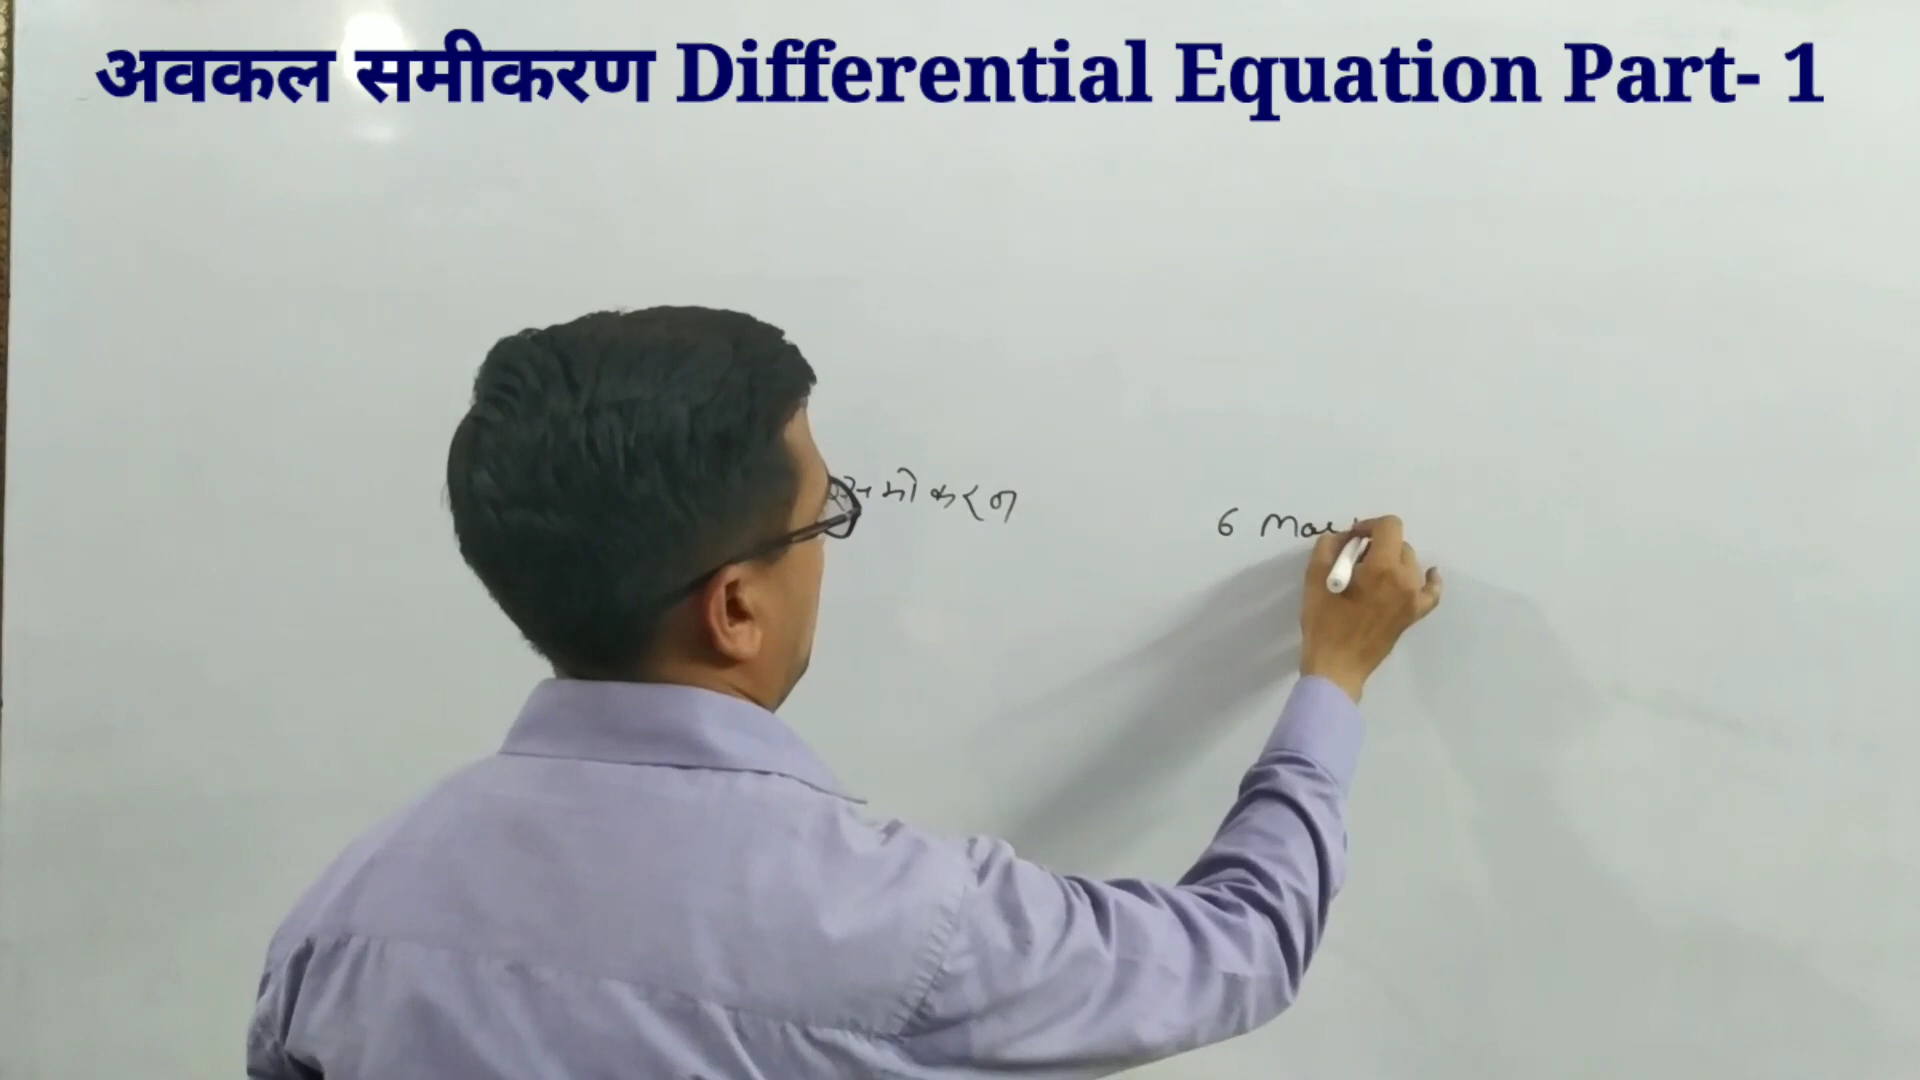 अवकल समीकरण Differential Equation Part- 1
समीकरण
6